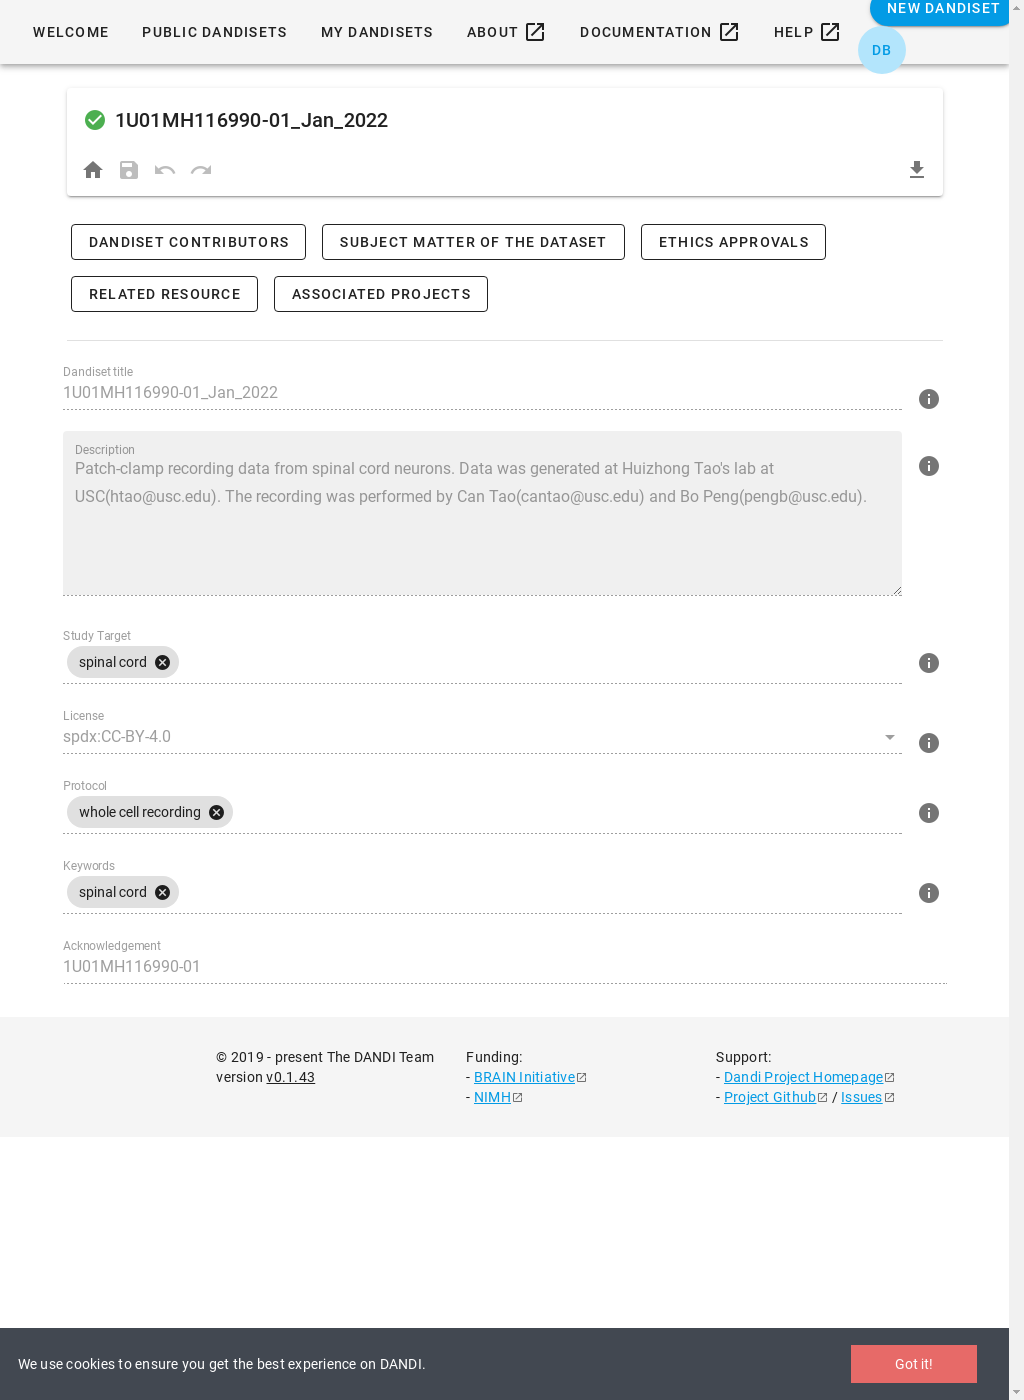 NEW DANDISET
WELCOME PUBLIC DANDISETS MY DANDISETS ABOUT DOCUMENTATION HELP
DB
1U01MH116990-01_Jan_2022
DANDISET CONTRIBUTORS SUBJECT MATTER OF THE DATASET ETHICS APPROVALS
RELATED RESOURCE ASSOCIATED PROJECTS
Dandiset title
1U01MH116990-01_Jan_2022
Description
Patch-clamp recording data from spinal cord neurons. Data was generated at Huizhong Tao's lab at
USC(htao@usc.edu). The recording was performed by Can Tao(cantao@usc.edu) and Bo Peng(pengb@usc.edu).
Study Target
spinal cord
License
spdx:CC-BY-4.0
Protocol
whole cell recording
Keywords
spinal cord
Acknowledgement
1U01MH116990-01
© 2019 - present The DANDI Team
version v0.1.43
Funding:
- BRAIN Initiative
- NIMH
Support:
- Dandi Project Homepage
- Project Github / Issues
We use cookies to ensure you get the best experience on DANDI.
Got it!